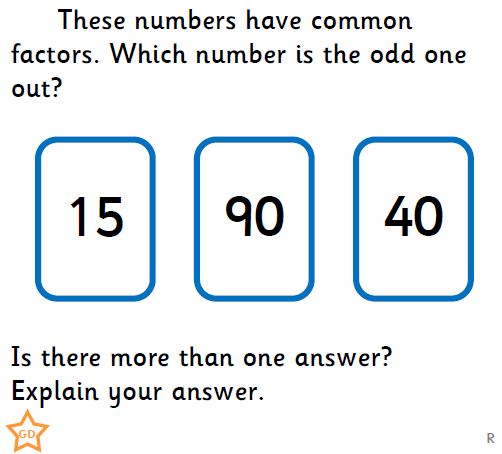 These numbers have common
factors. Which number is the odd one
out?
15 90 40
Is there more than one answer?
Explain your answer.
GD
R